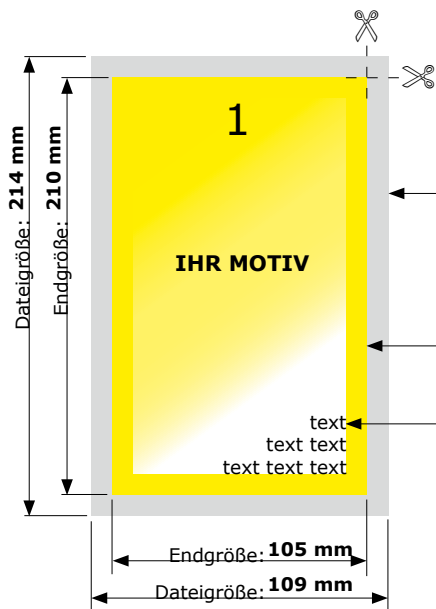 1
Dateigröße: 214 mm
Endgröße: 210 mm
IHR MOTIV
text
text text
text text text
Endgröße: 105 mm
Dateigröße: 109 mm